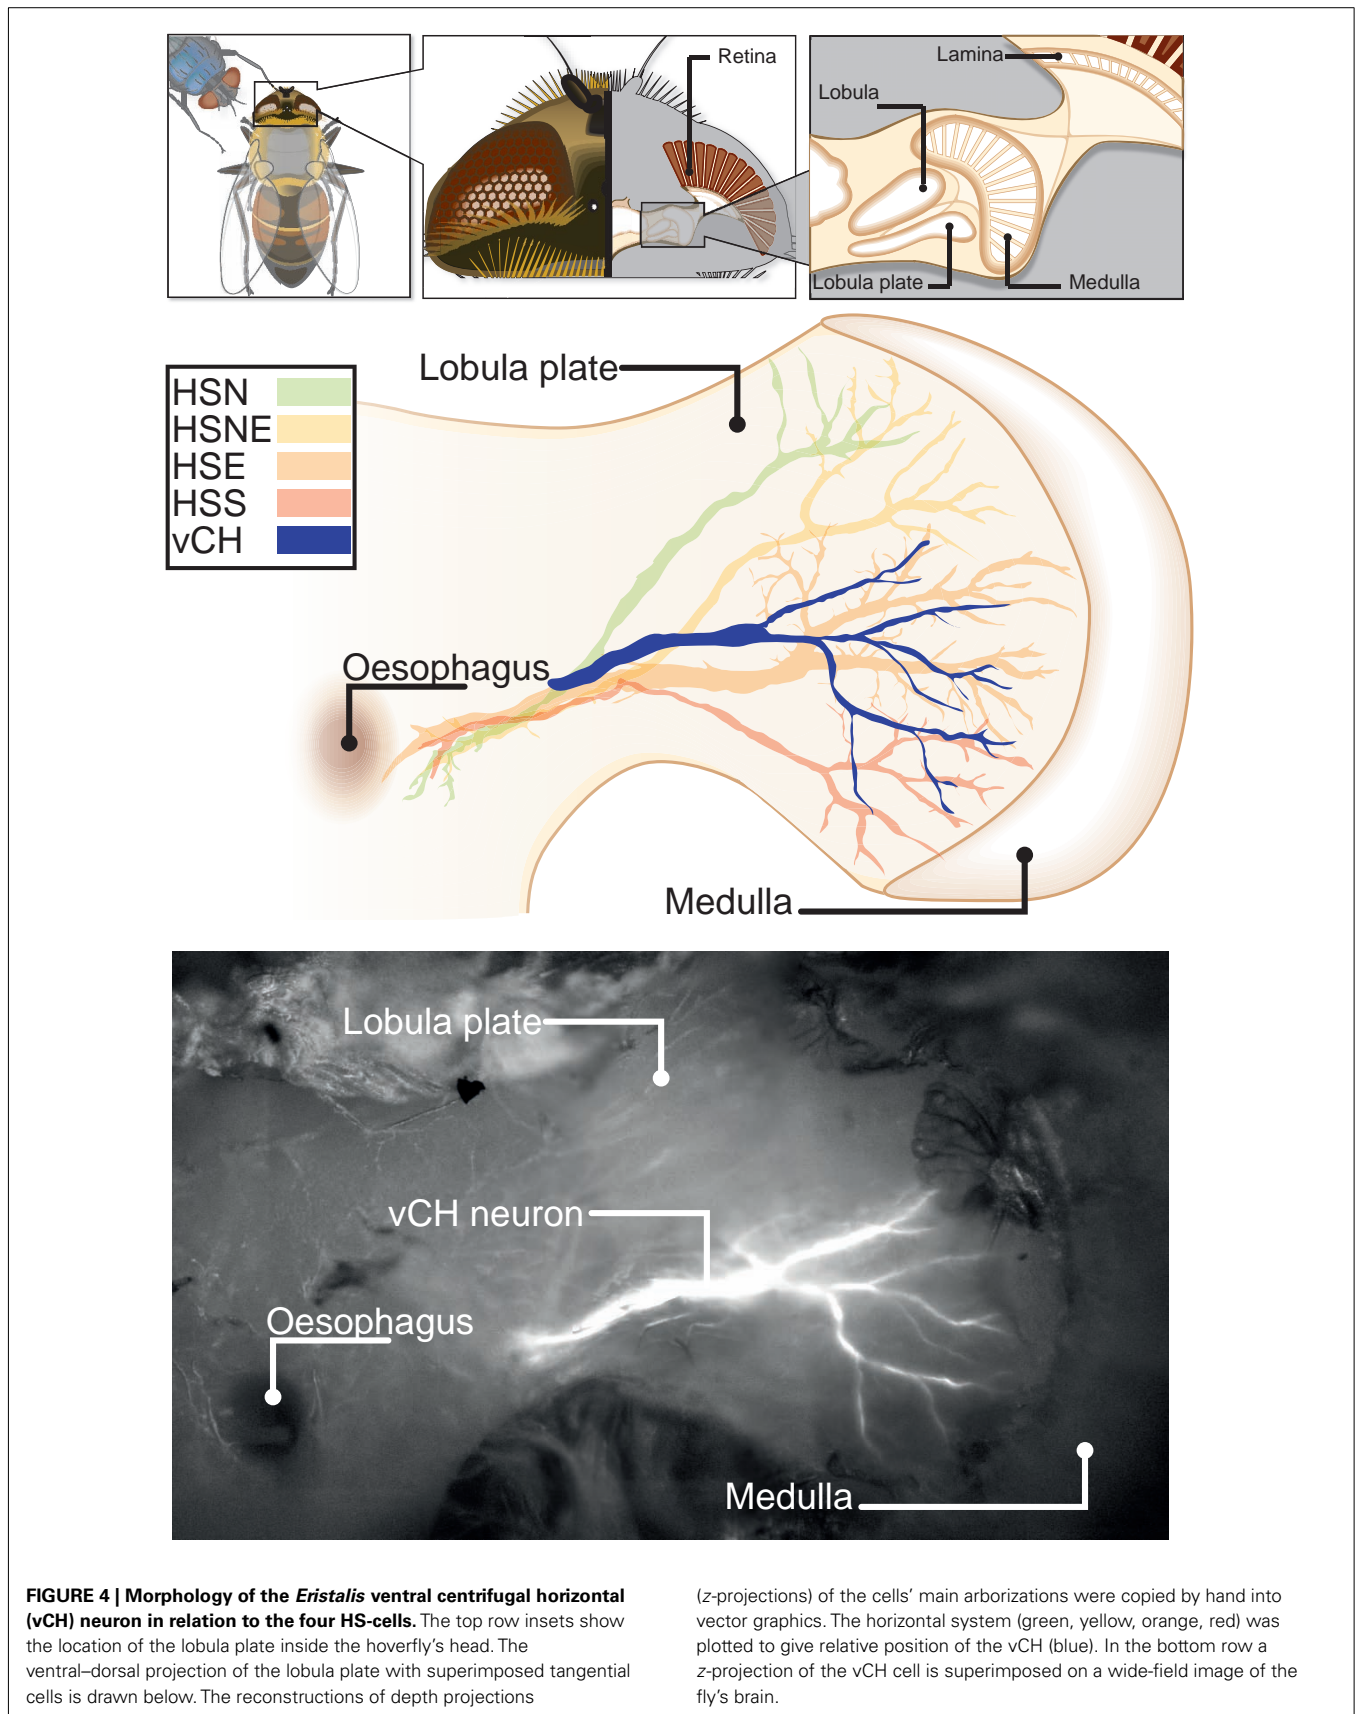 Retina
Lamina
Lobula
Lobula plate
Medulla
Lobula plate
HSN
HSNE
HSE
HSS
vCH
Oesophagus
Medulla
Lobula plate
vCH neuron
Oesophagus
Medulla
FIGURE 4 | Morphology of the Eristalis ventral centrifugal horizontal
(vCH) neuron in relation to the four HS-cells. The top row insets show
the location of the lobula plate inside the hoverfly's head. The
ventral–dorsal projection of the lobula plate with superimposed tangential
cells is drawn below. The reconstructions of depth projections
(z-projections) of the cells' main arborizations were copied by hand into
vector graphics. The horizontal system (green, yellow, orange, red) was
plotted to give relative position of the vCH (blue). In the bottom row a
z-projection of the vCH cell is superimposed on a wide-field image of the
fly's brain.